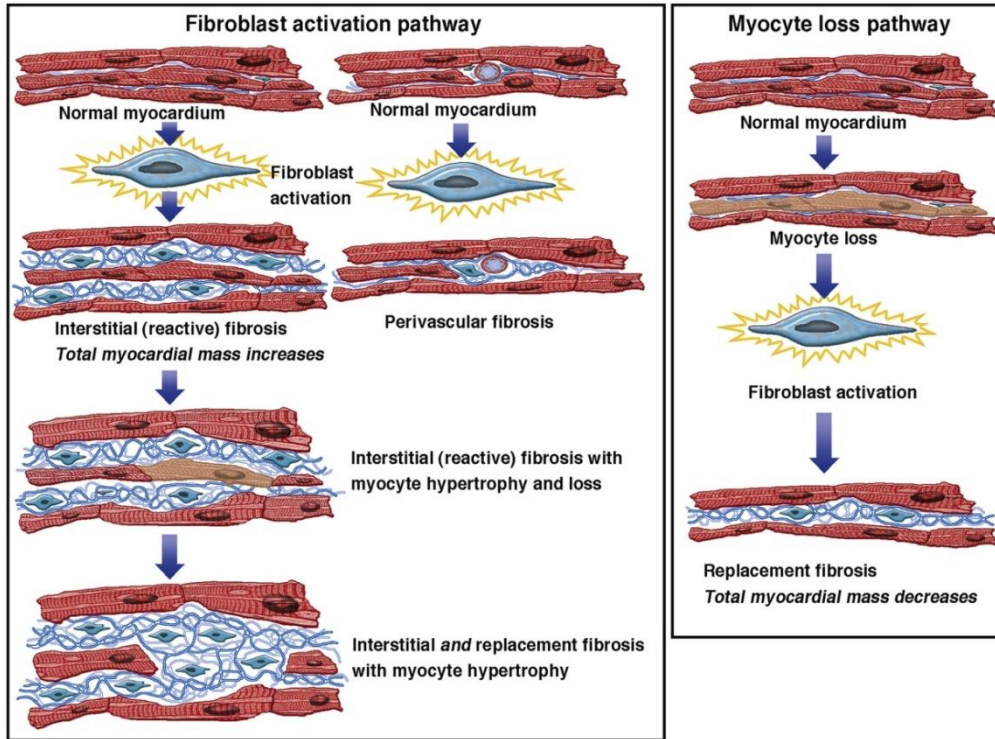 Fibroblast activation pathway
Normal myocardium
Normal myocardium
Fibroblast
activation
Interstitial (reactive) fibrosis
Total myocardial mass increases
Perivascular fibrosis
Interstitial (reactive) fibrosis with
myocyte hypertrophy and loss
Interstitial and replacement fibrosis
with myocyte hypertrophy
Myocyte loss pathway
Normal myocardium
Myocyte loss
Fibroblast activation
Replacement fibrosis
Total myocardial mass decreases